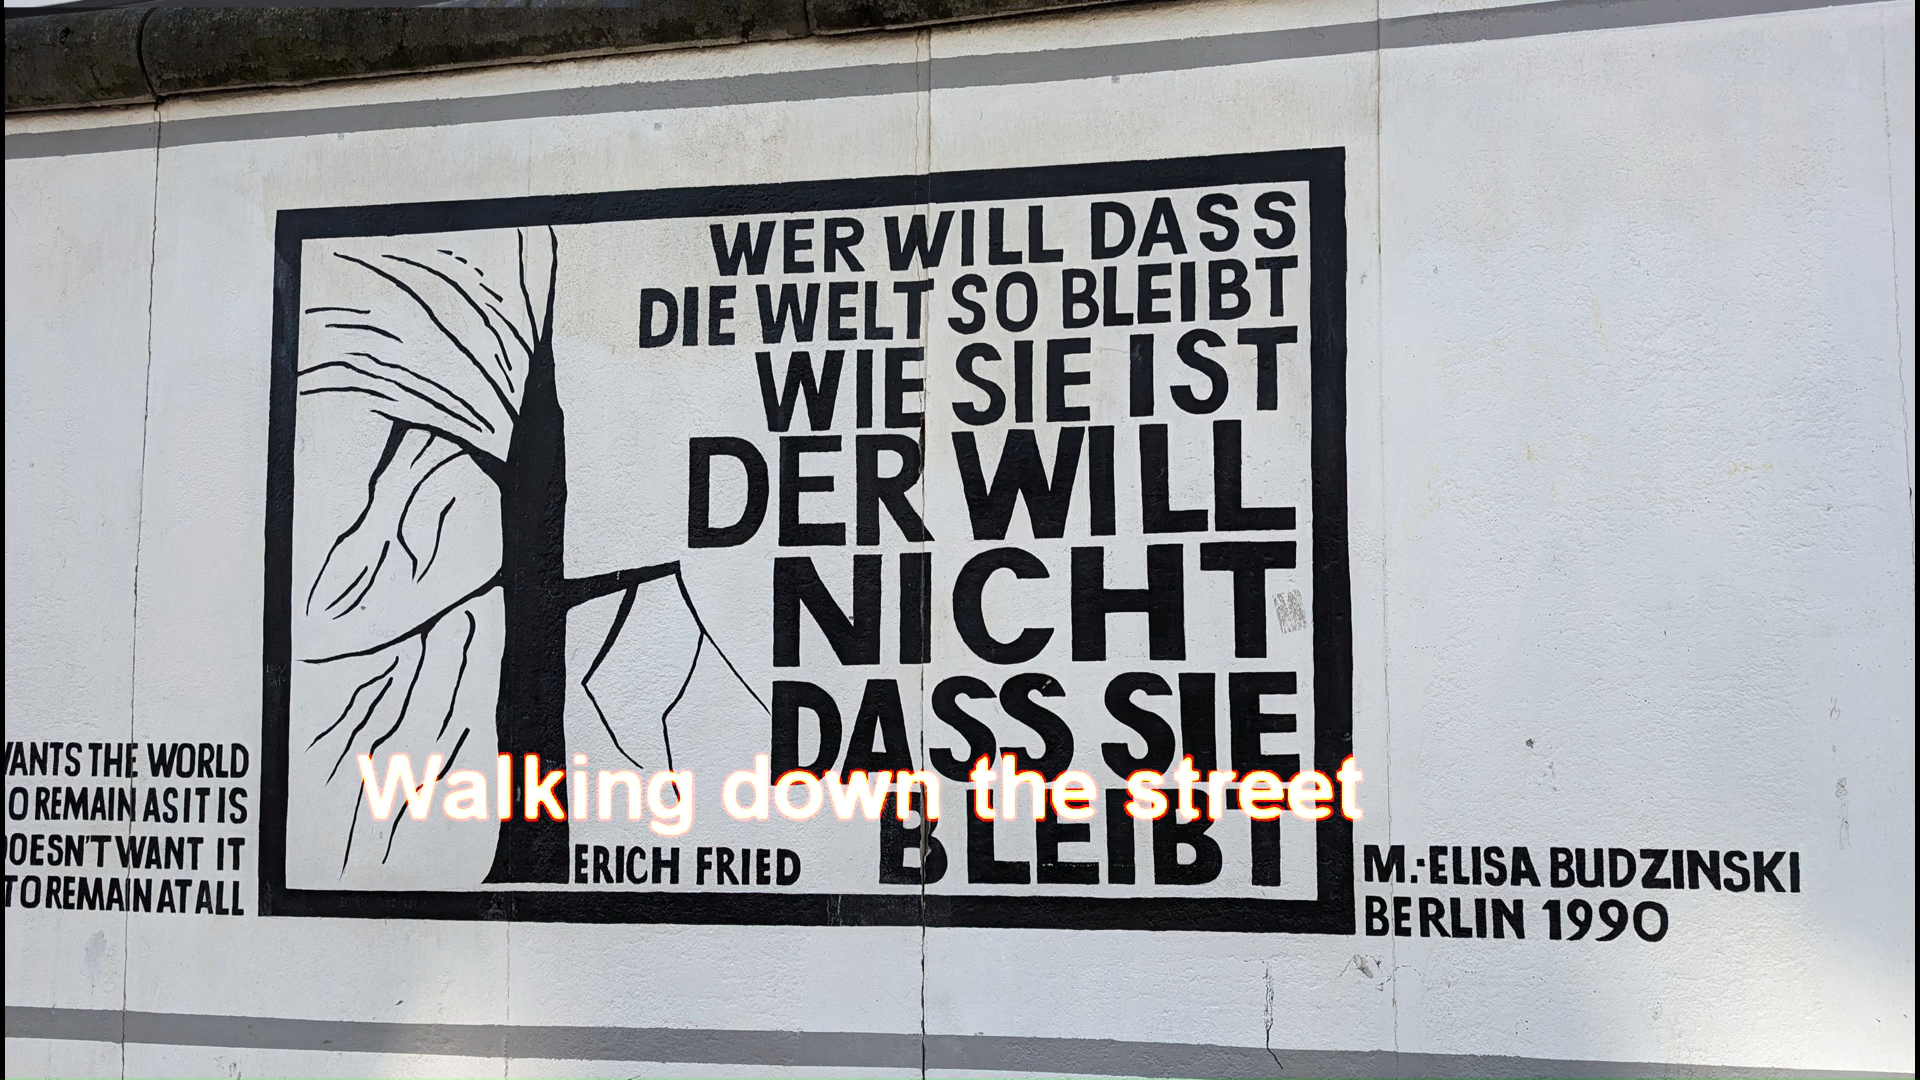 WER WILL DASS
DIE WELT SO BLEIBT
WIE SIE IST
DER WILL
NICHT
DASS SIE
BLEIBT
ERICH FRIED
THE WORLD
REMAIN AS IT IS
WANT IT
TO REMAIN AT ALL
M.-ELISA BUDZINSKI
BERLIN 1990
Walking down the street